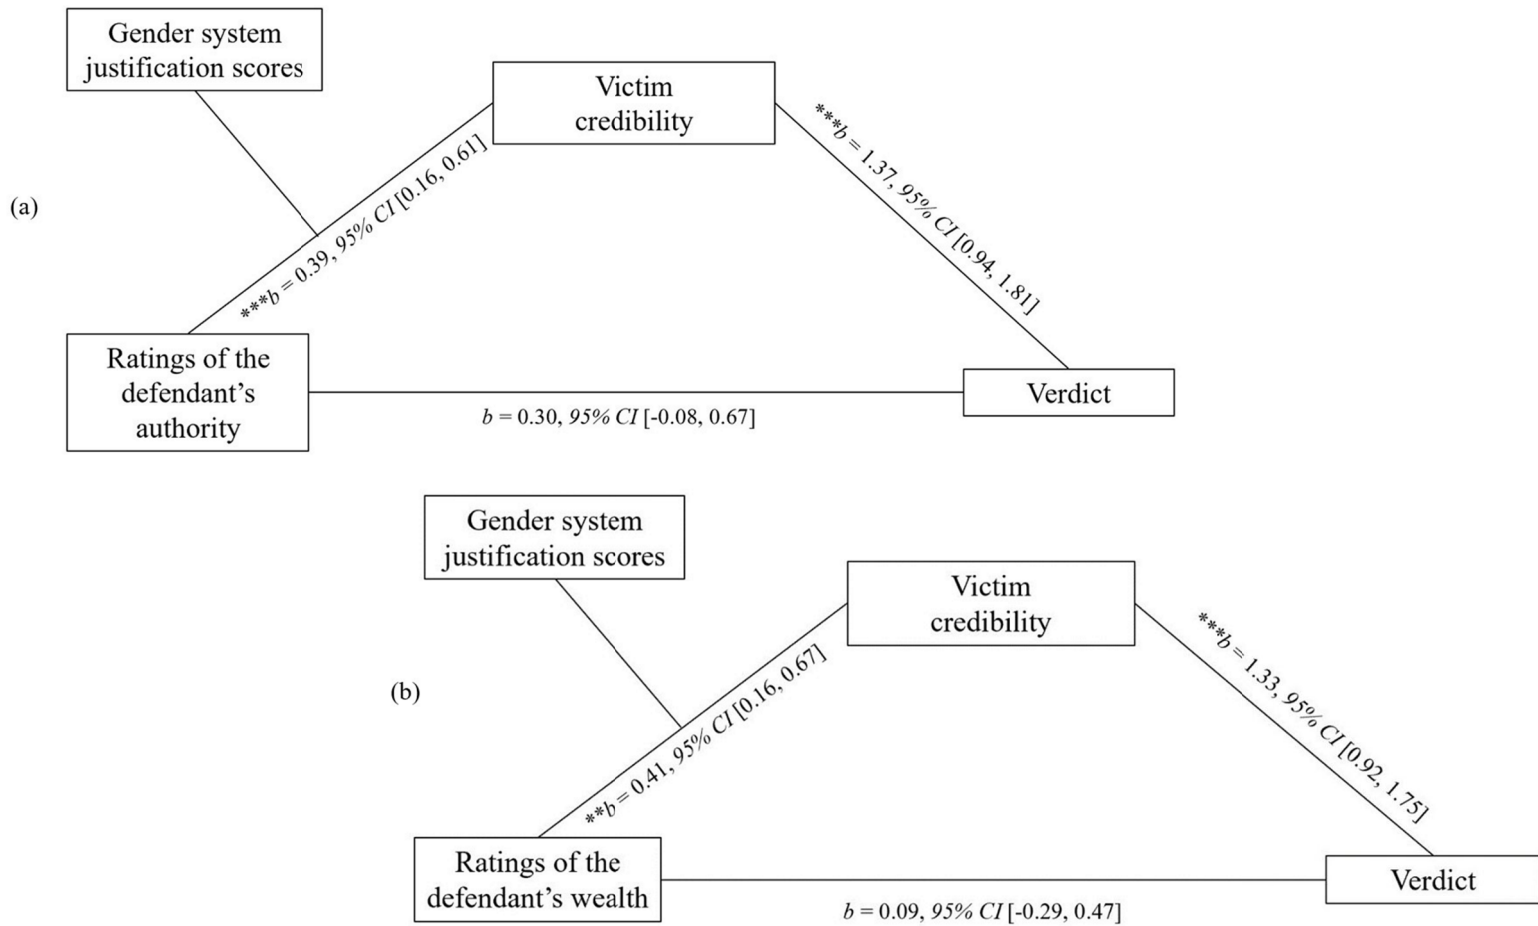 Gender system
justification scores
Victim
credibility
***b = 1.37, 95% CI [0.94, 1.81]
(a)
***b = 0.39, 95% CI [0.16, 0.61]
Ratings of the
defendant’s
authority
Verdict
b = 0.30, 95% CI [-0.08, 0.67]
Gender system
justification scores
Victim
credibility
***b = 1.33, 95% CI [0.92, 1.75]
(b)
**b = 0.41, 95% CI [0.16, 0.67]
Ratings of the
defendant’s wealth
Verdict
b = 0.09, 95% CI [-0.29, 0.47]